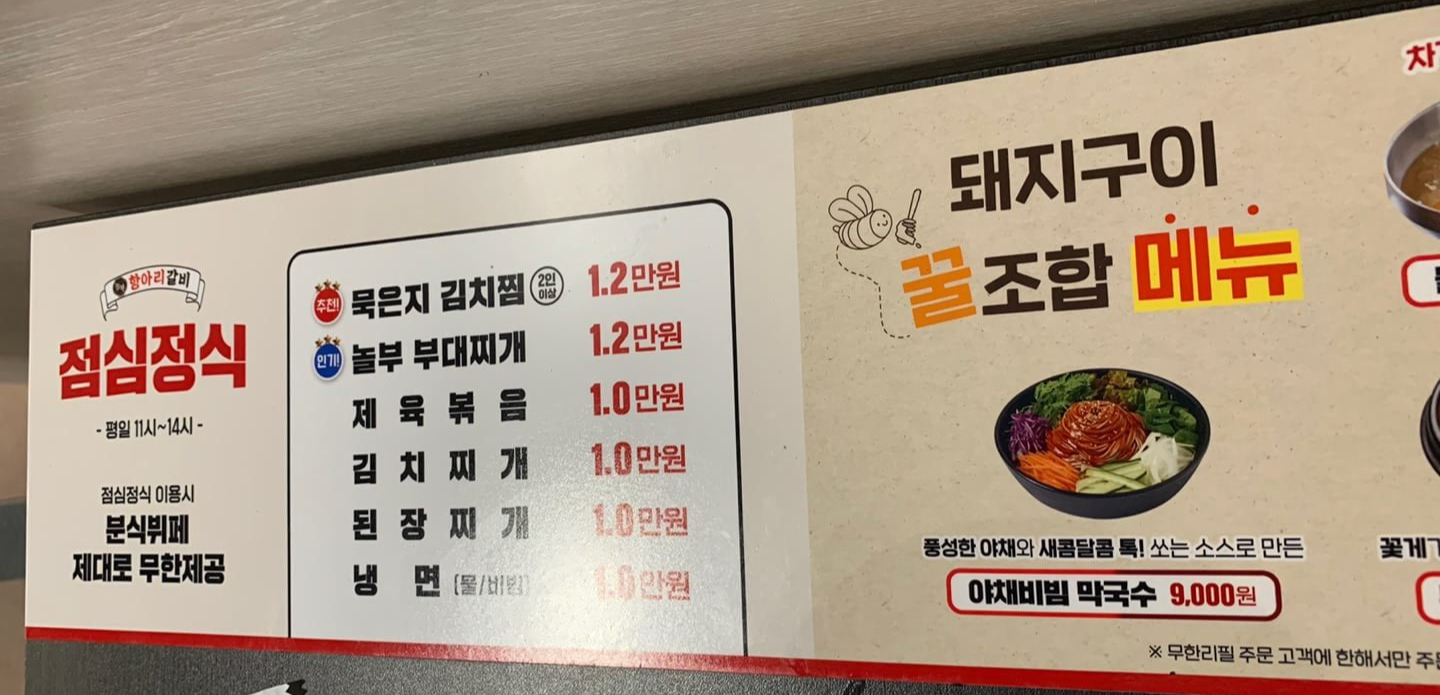 항아리갈비
점심정식
- 평일 11시~14시 -
점심정식 이용시
분식뷔페
제대로 무한제공
추천! 묵은지 김치찜 2인 이상 1.2만원
인기! 놀부 부대찌개 1.2만원
제육볶음 1.0만원
김치찌개 1.0만원
된장찌개 1.0만원
냉면 (물/비빔) 1.0만원
돼지구이
꿀조합 메뉴
풍성한 야채와 새콤달콤 톡! 쏘는 소스로 만든
야채비빔 막국수 9,000원
※ 무한리필 주문 고객에 한해서만
꽃게